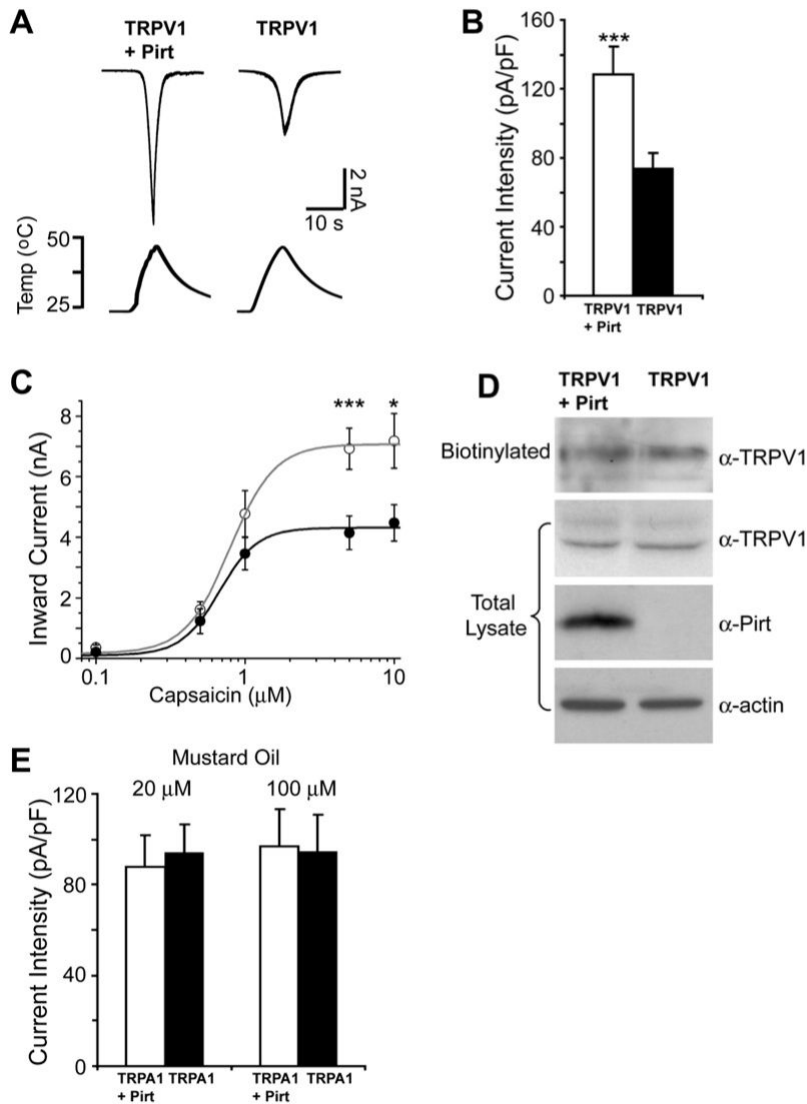 A
TRPV1
+ Pirt
TRPV1
2 nA
10 s
Temp (oC)
50
25
B
Current Intensity (pA/pF)
160
120
80
40
0
***
TRPV1
+ Pirt
TRPV1
C
Inward Current (nA)
8
6
4
2
0
*** *
0.1 1 10
Capsaicin (μM)
D
TRPV1
+ Pirt
TRPV1
Biotinylated
α-TRPV1
α-TRPV1
Total
Lysate
α-Pirt
α-actin
E
Mustard Oil
20 μM 100 μM
Current Intensity (pA/pF)
120
80
40
0
TRPA1
+ Pirt
TRPA1
TRPA1
+ Pirt
TRPA1